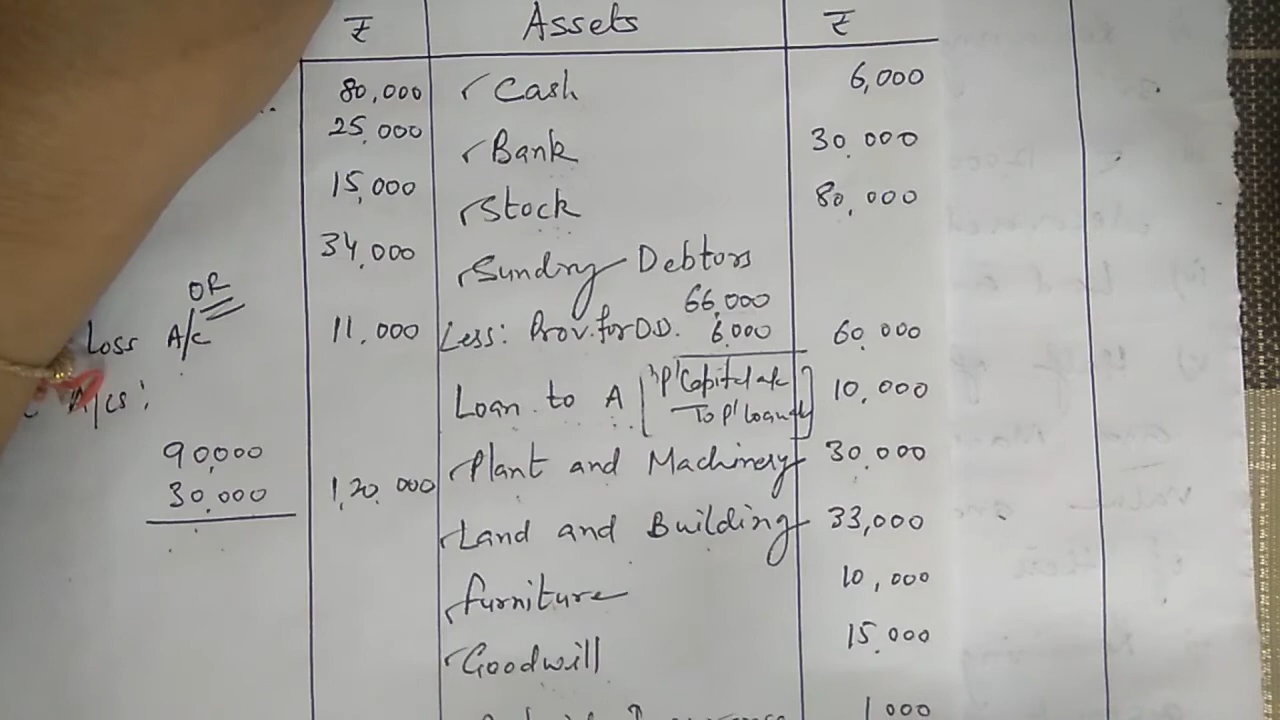 ₹ Assets ₹
80,000 Cash 6,000
25,000 Bank 30,000
15,000 Stock 80,000
34,000 Sundry Debtors
OR 66,000
Loss A/c 11,000 Less: Prov. for D.D. 6,000 60,000
A/cs: Loan to A 10,000
To P's loan
90,000 Plant and Machinery 30,000
30,000 1,20,000
Land and Building 33,000
Furniture 10,000
Goodwill 15,000
1,000